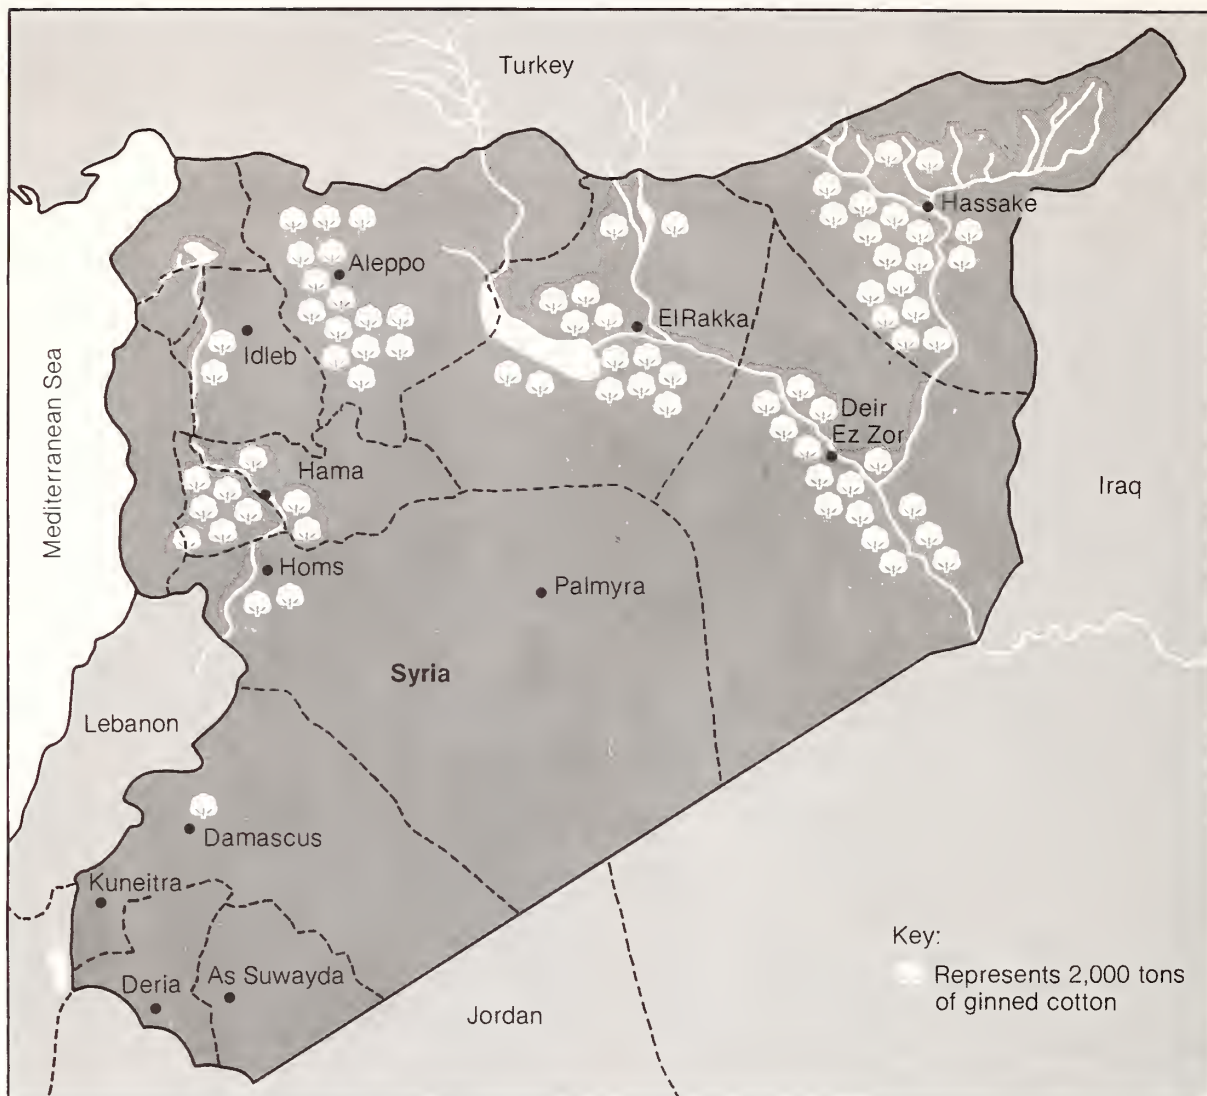 Turkey
Hassake
Aleppo
ElRakka
Idleb
Mediterranean Sea
Deir
Ez Zor
Hama
Iraq
Homs
Palmyra
Syria
Lebanon
Damascus
Kuneitra
Key:
Represents 2,000 tons
of ginned cotton
As Suwayda
Deria
Jordan